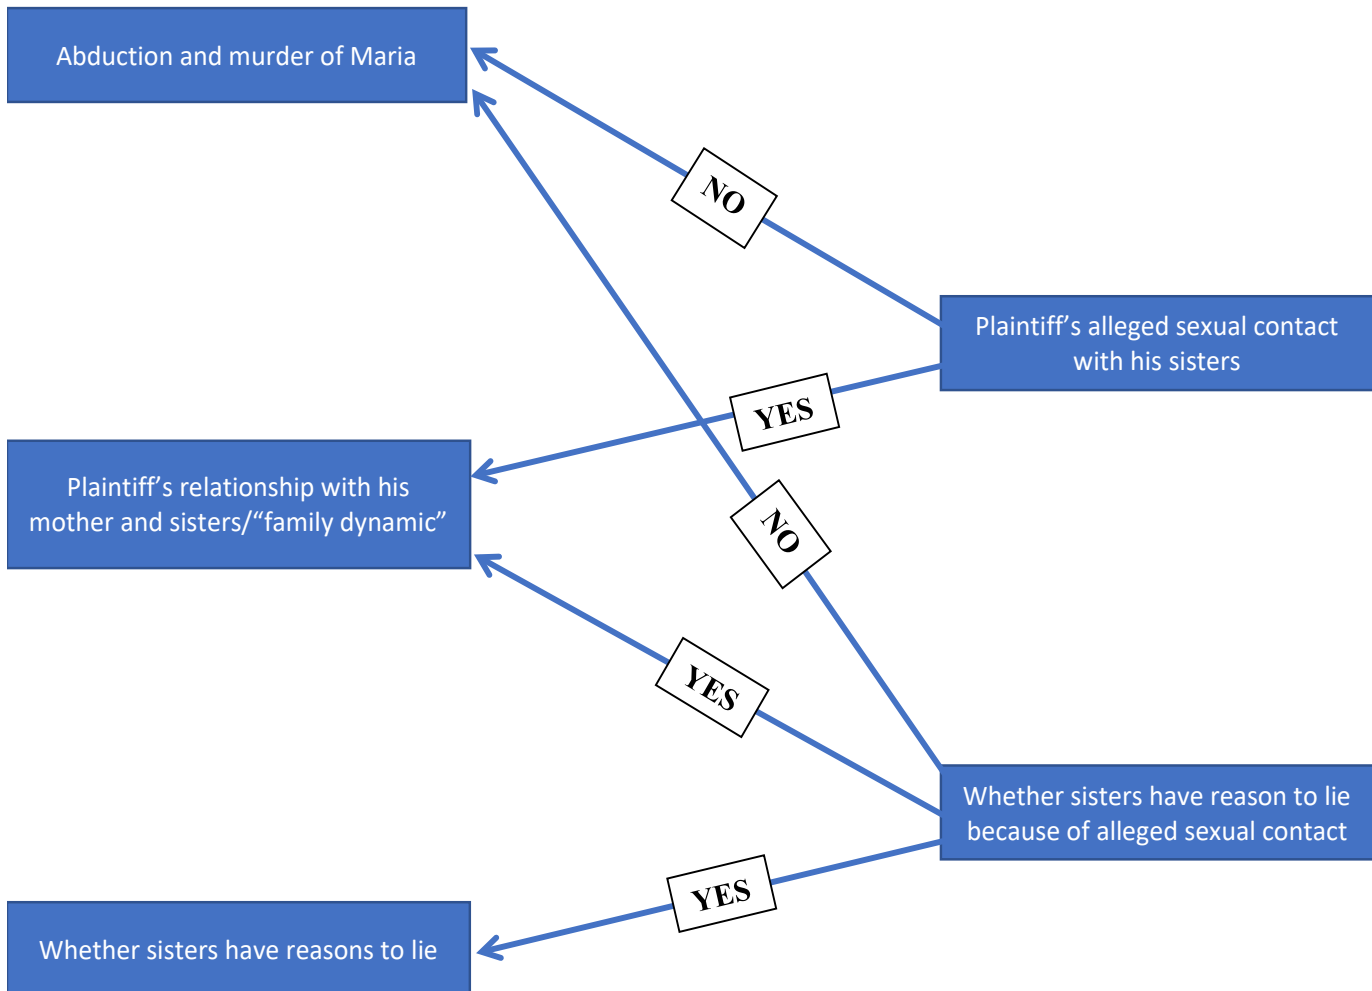 Abduction and murder of Maria
NO
Plaintiff’s alleged sexual contact
with his sisters
YES
Plaintiff’s relationship with his
mother and sisters/“family dynamic”
NO
YES
Whether sisters have reason to lie
because of alleged sexual contact
YES
Whether sisters have reasons to lie